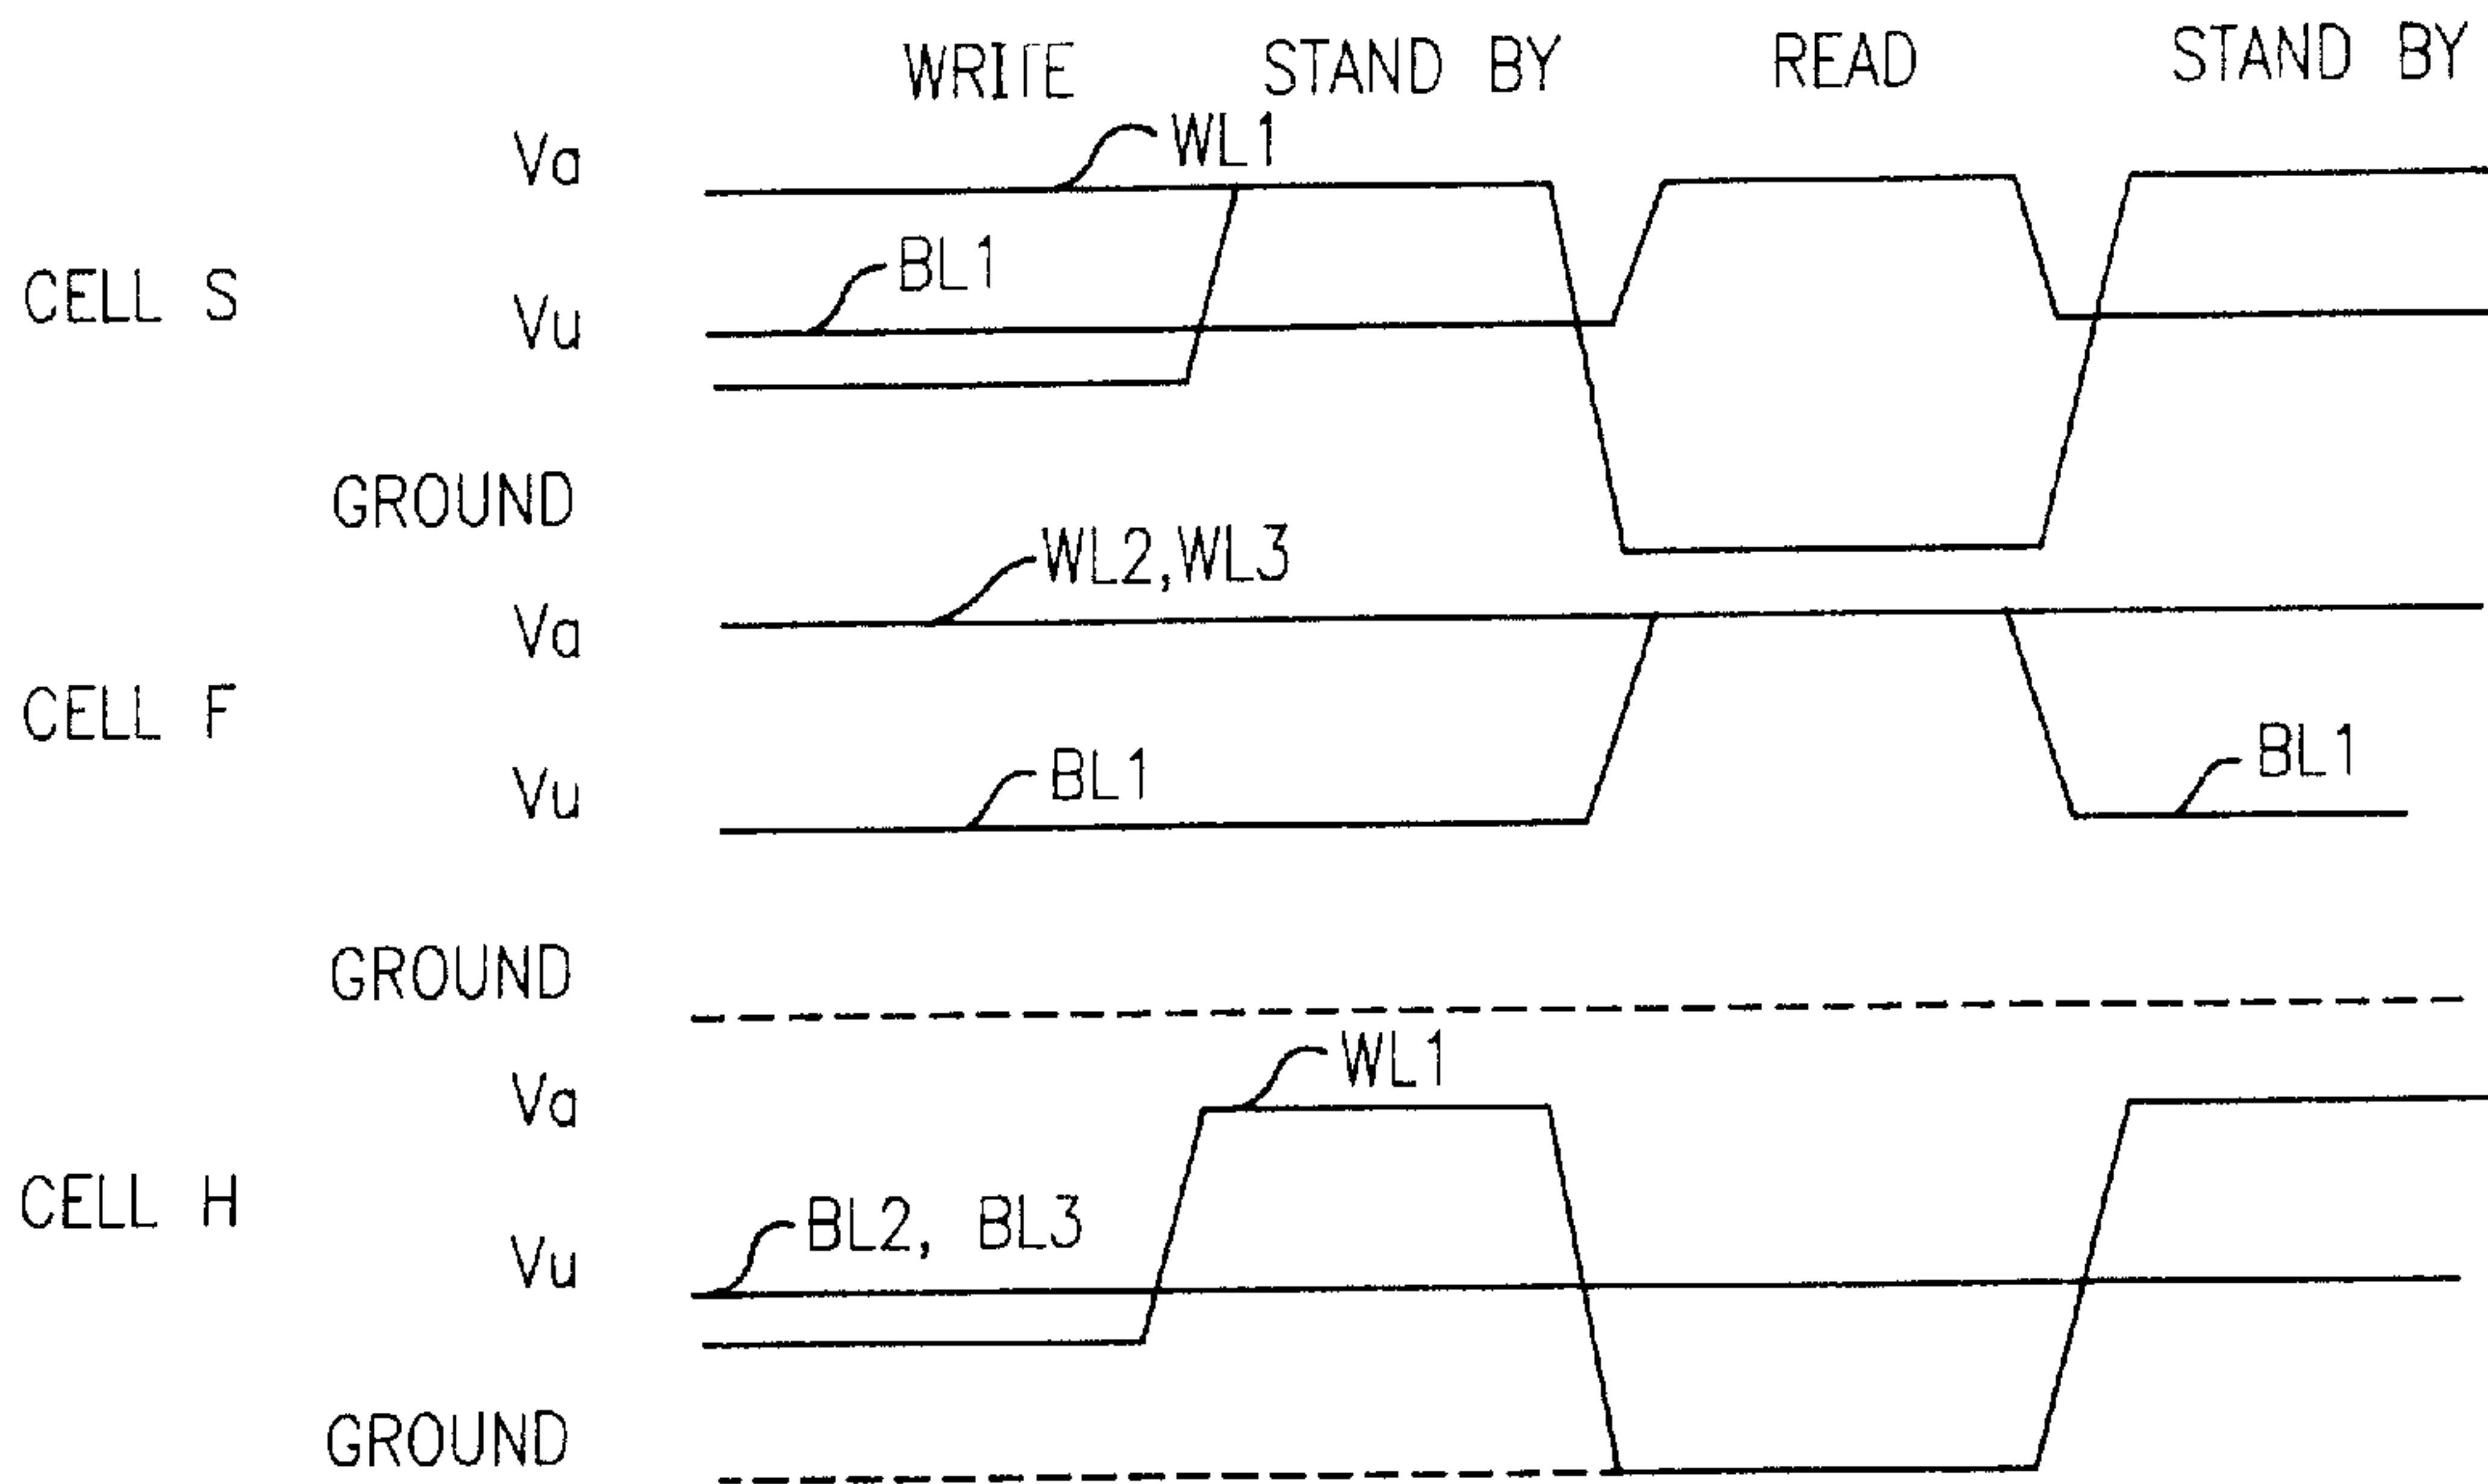 WRITE STAND BY READ STAND BY
Va WL1
BL1
CELL S Vu
GROUND
WL2,WL3
Va
CELL F
Vu BL1 BL1
GROUND
WL1
Va
CELL H BL2, BL3
Vu
GROUND